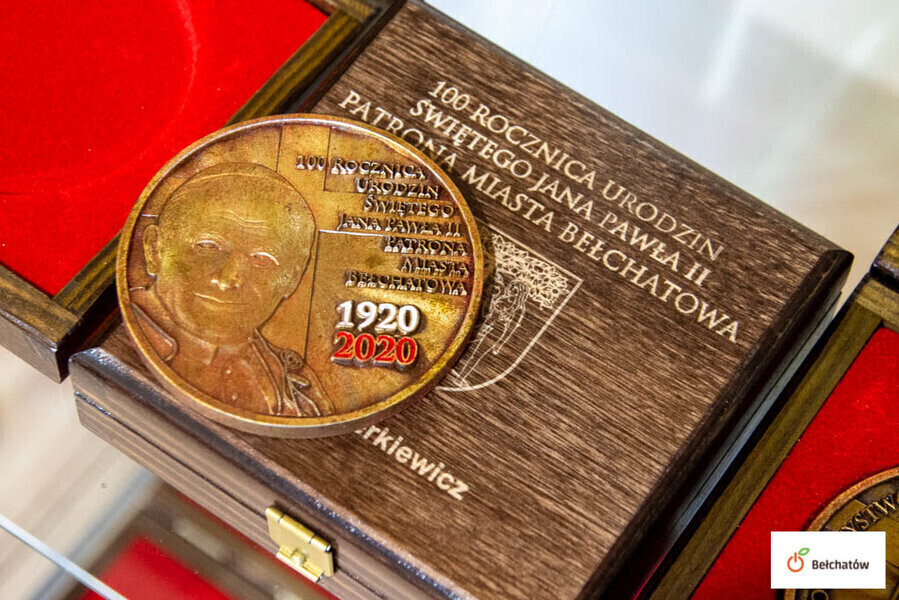 100 ROCZNICA
URODZIN
ŚWIĘTEGO
JANA PAWŁA II
PATRONA
MIASTA
BEŁCHATOWA
1920
2020
100 ROCZNICA URODZIN
ŚWIĘTEGO JANA PAWŁA II
PATRONA MIASTA BEŁCHATOWA
rkiewicz
Bełchatów